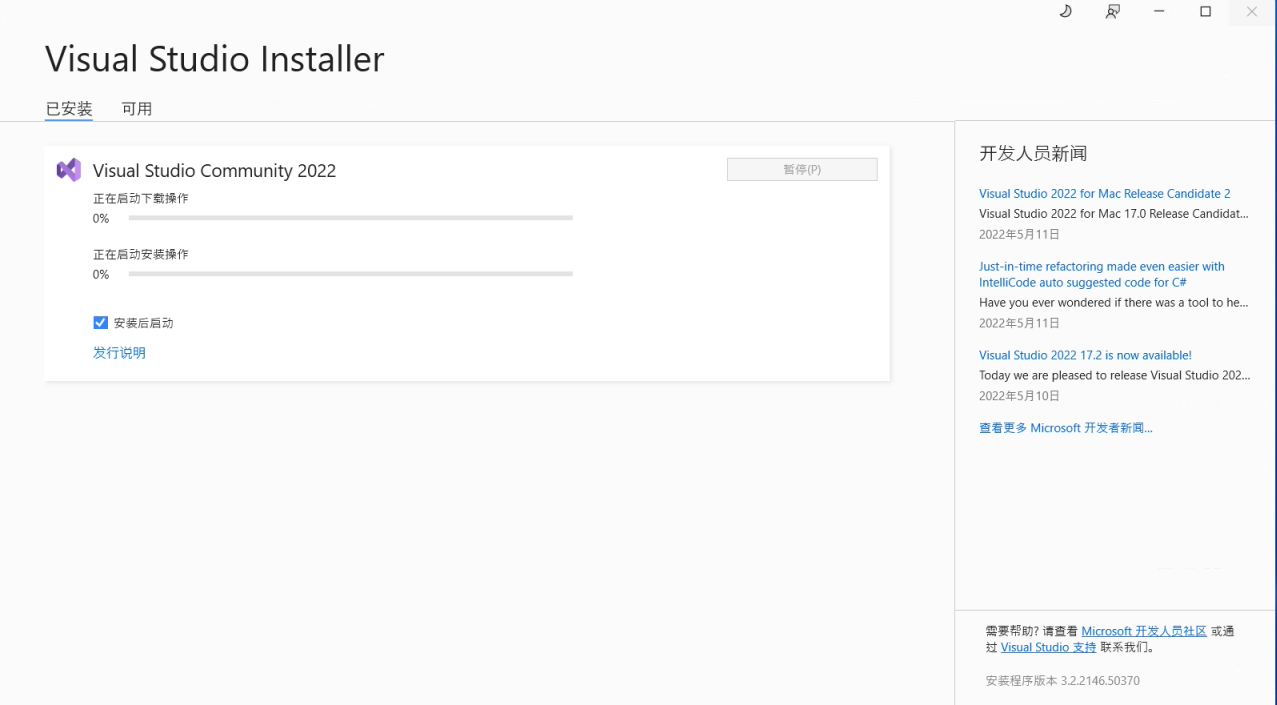 Visual Studio Installer
已安装 可用
Visual Studio Community 2022
暂停(P)
正在启动下载操作
0%
正在启动安装操作
0%
安装后启动
发行说明
开发人员新闻
Visual Studio 2022 for Mac Release Candidate 2
Visual Studio 2022 for Mac 17.0 Release Candidat...
2022年5月11日
Just-in-time refactoring made even easier with
IntelliCode auto suggested code for C#
Have you ever wondered if there was a tool to he...
2022年5月11日
Visual Studio 2022 17.2 is now available!
Today we are pleased to release Visual Studio 202...
2022年5月10日
查看更多 Microsoft 开发者新闻...
需要帮助? 请查看 Microsoft 开发人员社区 或通
过 Visual Studio 支持 联系我们。
安装程序版本 3.2.2146.50370